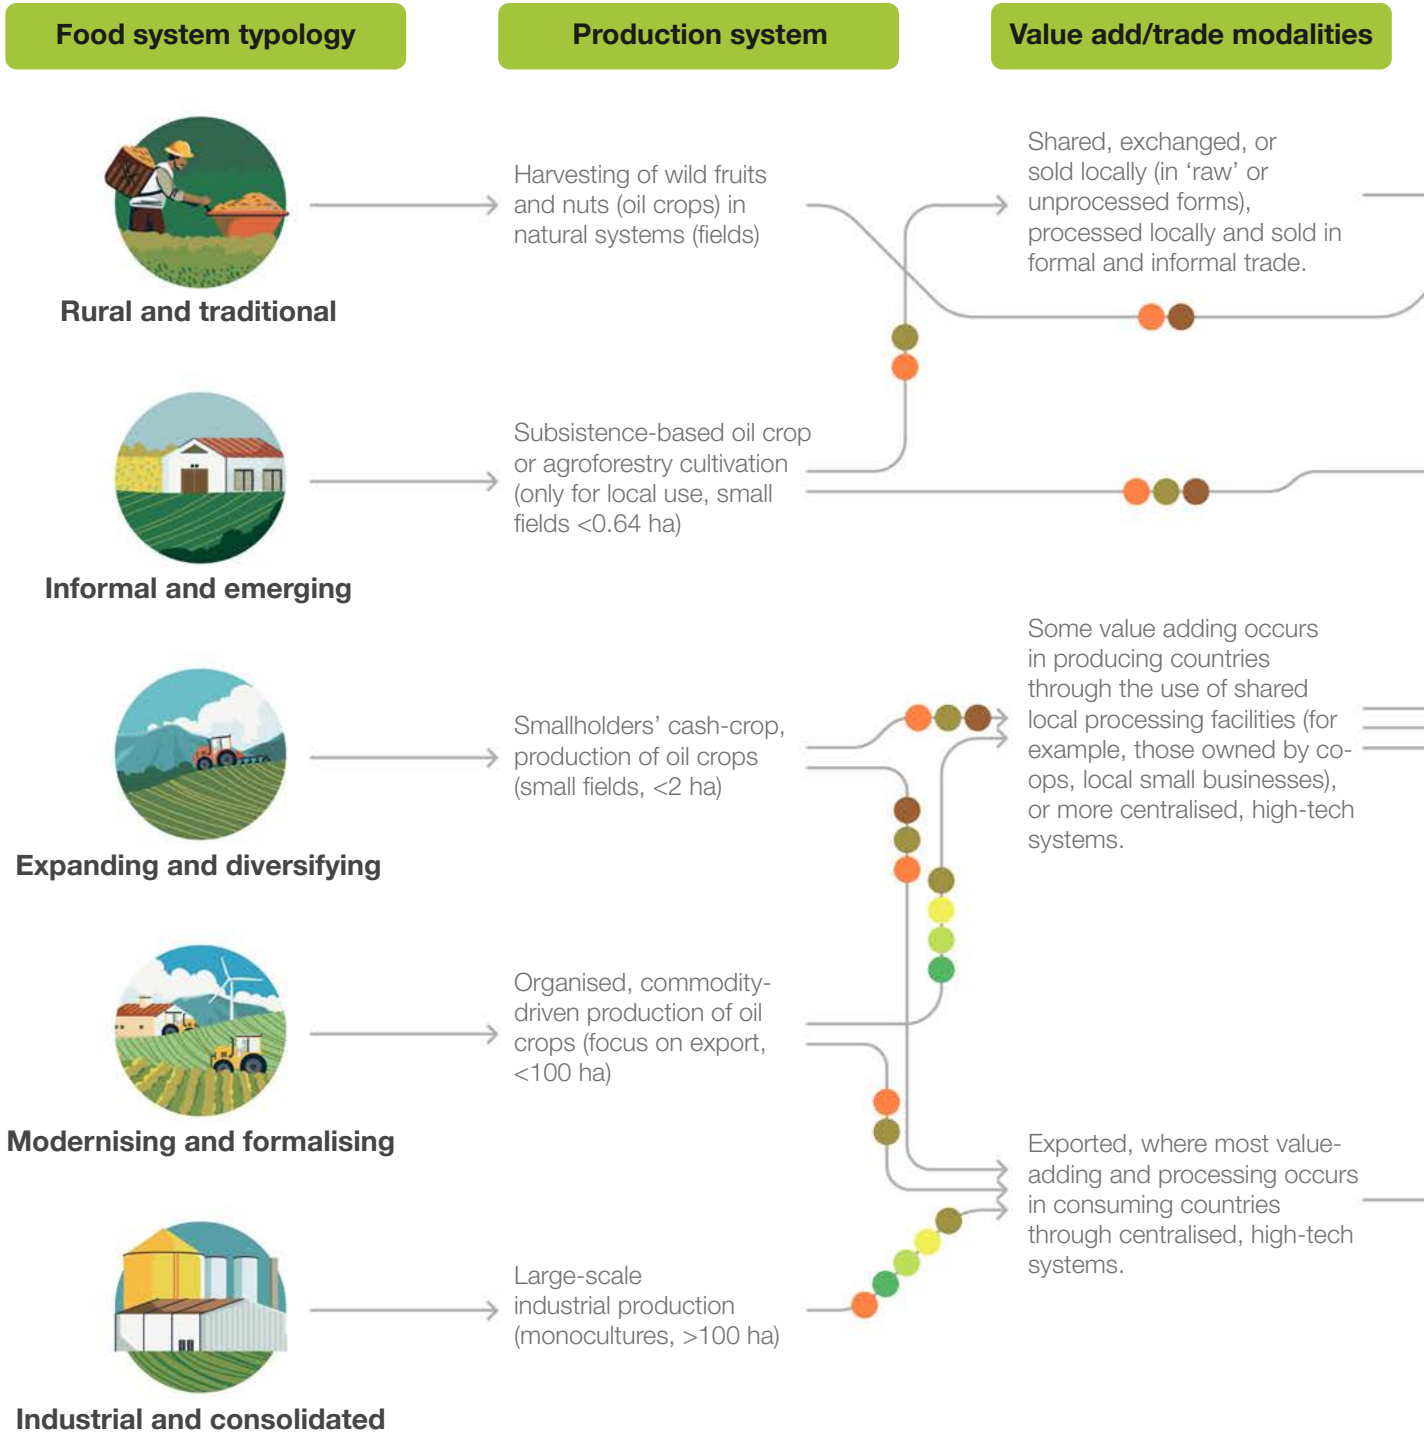 Food system typology
Production system
Value add/trade modalities
Rural and traditional
Harvesting of wild fruits
and nuts (oil crops) in
natural systems (fields)
Shared, exchanged, or
sold locally (in ‘raw’ or
unprocessed forms),
processed locally and sold in
formal and informal trade.
Informal and emerging
Subsistence-based oil crop
or agroforestry cultivation
(only for local use, small
fields <0.64 ha)
Expanding and diversifying
Smallholders’ cash-crop,
production of oil crops
(small fields, <2 ha)
Some value adding occurs
in producing countries
through the use of shared
local processing facilities (for
example, those owned by co-
ops, local small businesses),
or more centralised, high-tech
systems.
Modernising and formalising
Organised, commodity-
driven production of oil
crops (focus on export,
<100 ha)
Exported, where most value-
adding and processing occurs
in consuming countries
through centralised, high-tech
systems.
Industrial and consolidated
Large-scale
industrial production
(monocultures, >100 ha)